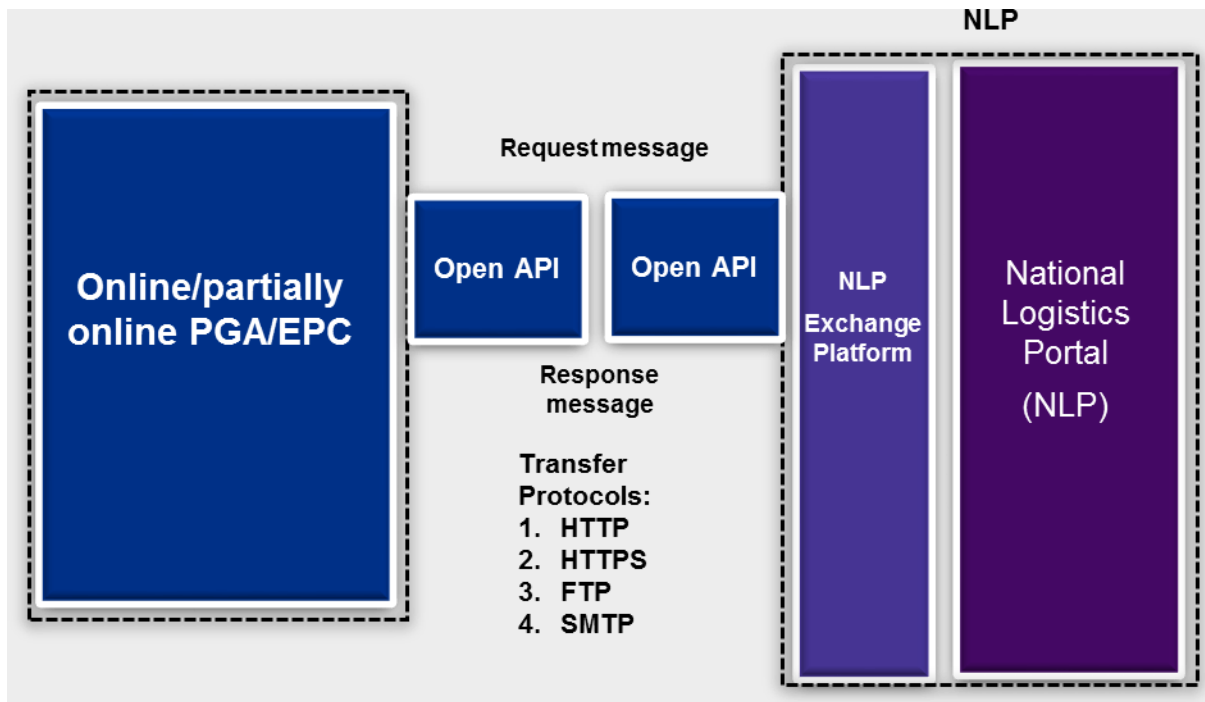 NLP
Online/partially
online PGA/EPC
Request message
Open API
Open API
Response
message
Transfer
Protocols:
1. HTTP
2. HTTPS
3. FTP
4. SMTP
NLP
Exchange
Platform
National
Logistics
Portal
(NLP)